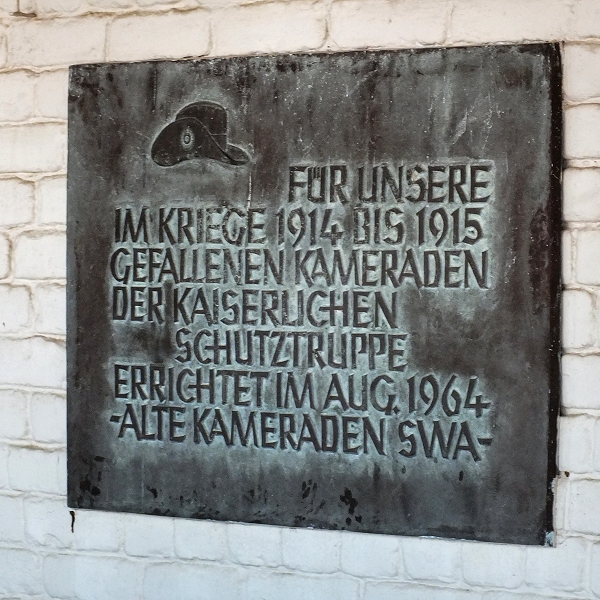 FÜR UNSERE
IM KRIEGE 1914 BIS 1915
GEFALLENEN KAMERADEN
DER KAISERLICHEN
SCHUTZTRUPPE
ERRICHTET IM AUG. 1964
-ALTE KAMERADEN SWA-